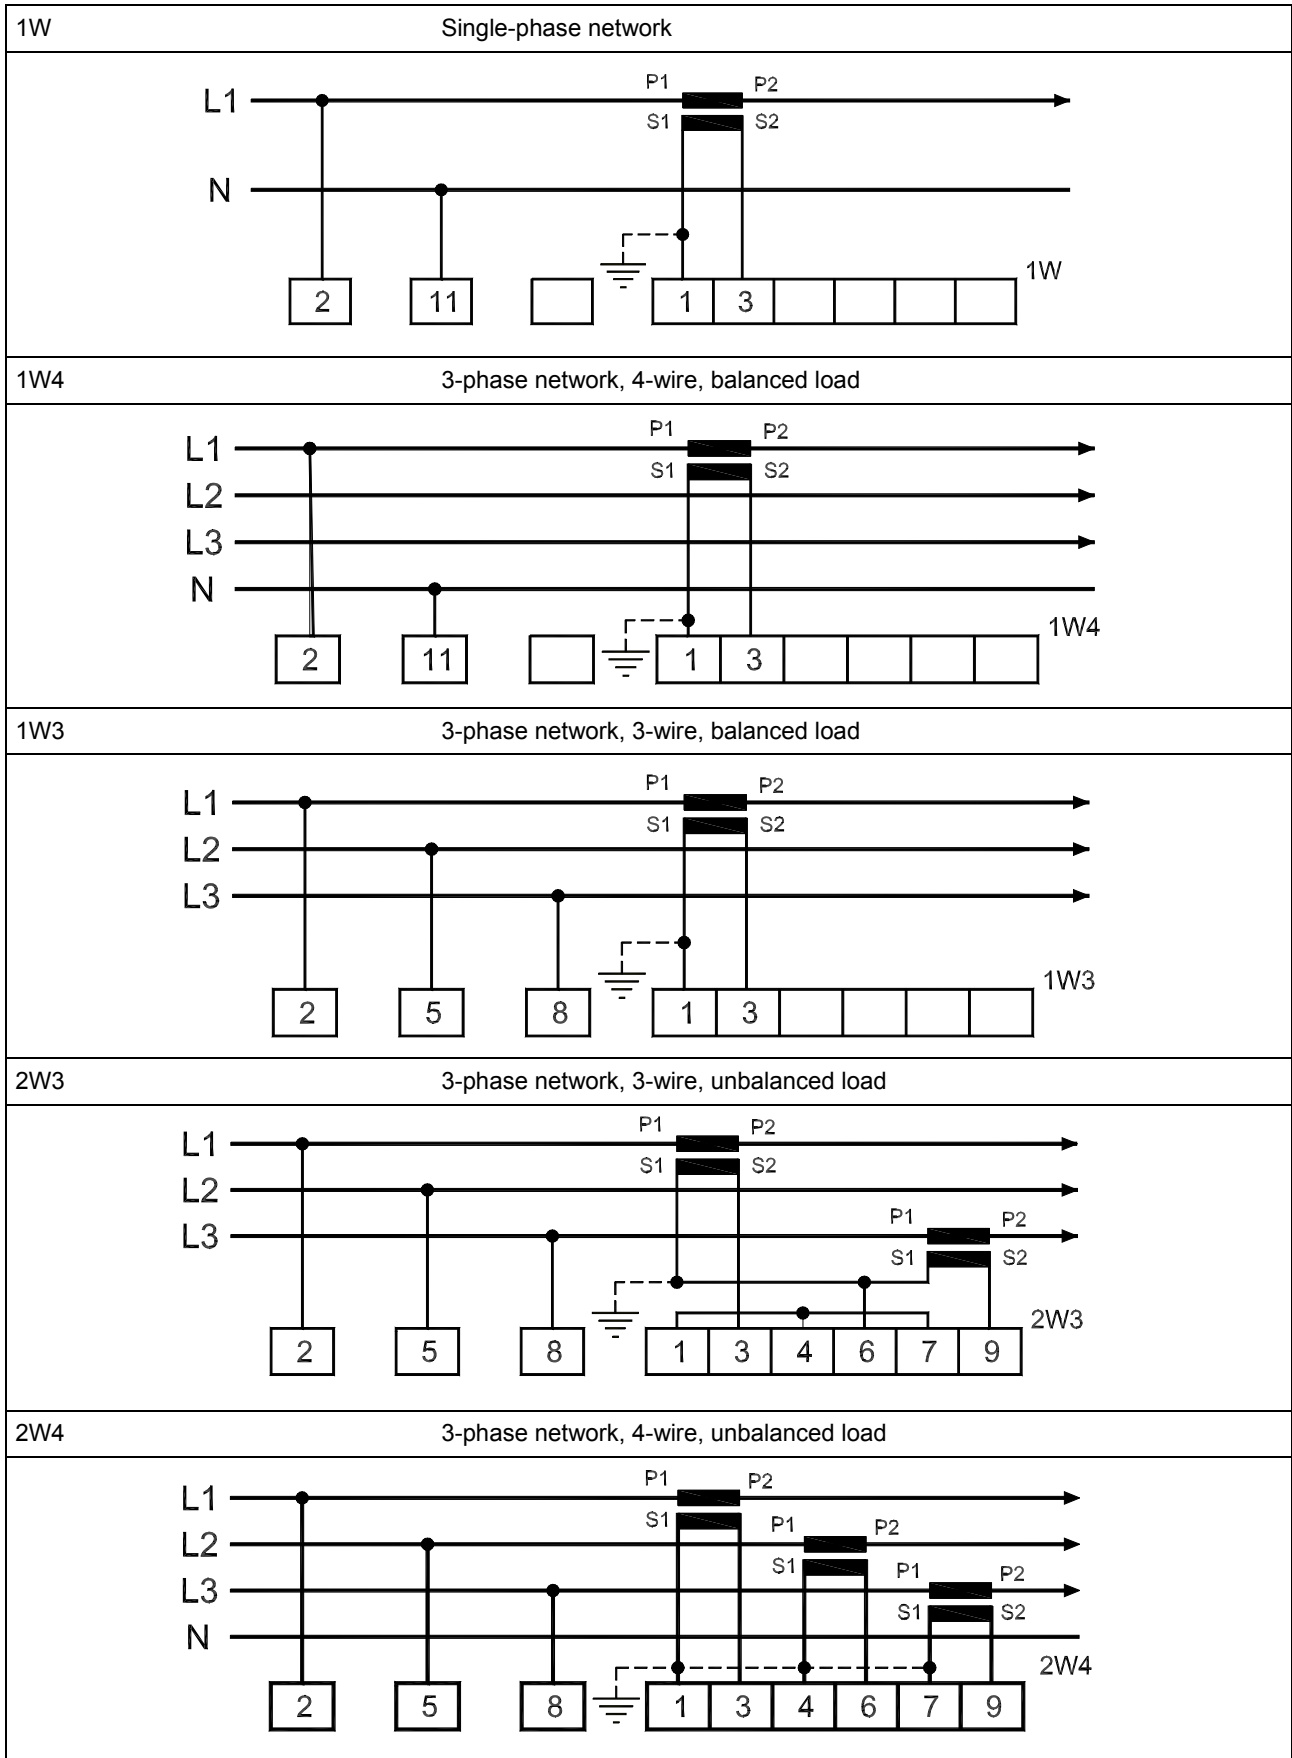 1W Single-phase network
P1 P2
L1
S1 S2
N
1W
2 11 1 3
1W4 3-phase network, 4-wire, balanced load
P1 P2
L1
S1 S2
L2
L3
N
1W4
2 11 1 3
1W3 3-phase network, 3-wire, balanced load
P1 P2
L1
S1 S2
L2
L3
1W3
2 5 8 1 3
2W3 3-phase network, 3-wire, unbalanced load
P1 P2
L1
S1 S2
L2
P1 P2
L3
S1 S2
2W3
2 5 8 1 3 4 6 7 9
2W4 3-phase network, 4-wire, unbalanced load
P1 P2
L1
S1 P1 P2
L2
S1 P1 P2
L3
S1 S2
N
2W4
2 5 8 1 3 4 6 7 9